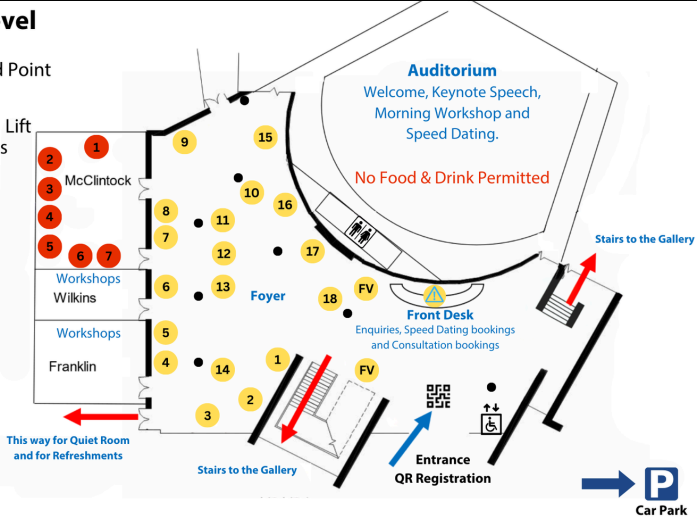 vel
d Point
Lift
s
Auditorium
Welcome, Keynote Speech,
Morning Workshop and
Speed Dating.
No Food & Drink Permitted
1
2
3
McClintock
4
5
6
7
Workshops
Wilkins
Workshops
Franklin
9
15
10
16
8
11
7
12
17
6
13
Foyer
18
FV
5
4
14
1
FV
2
3
Front Desk
Enquiries, Speed Dating bookings
and Consultation bookings
Stairs to the Gallery
This way for Quiet Room
and for Refreshments
Stairs to the Gallery
Entrance
QR Registration
P
Car Park